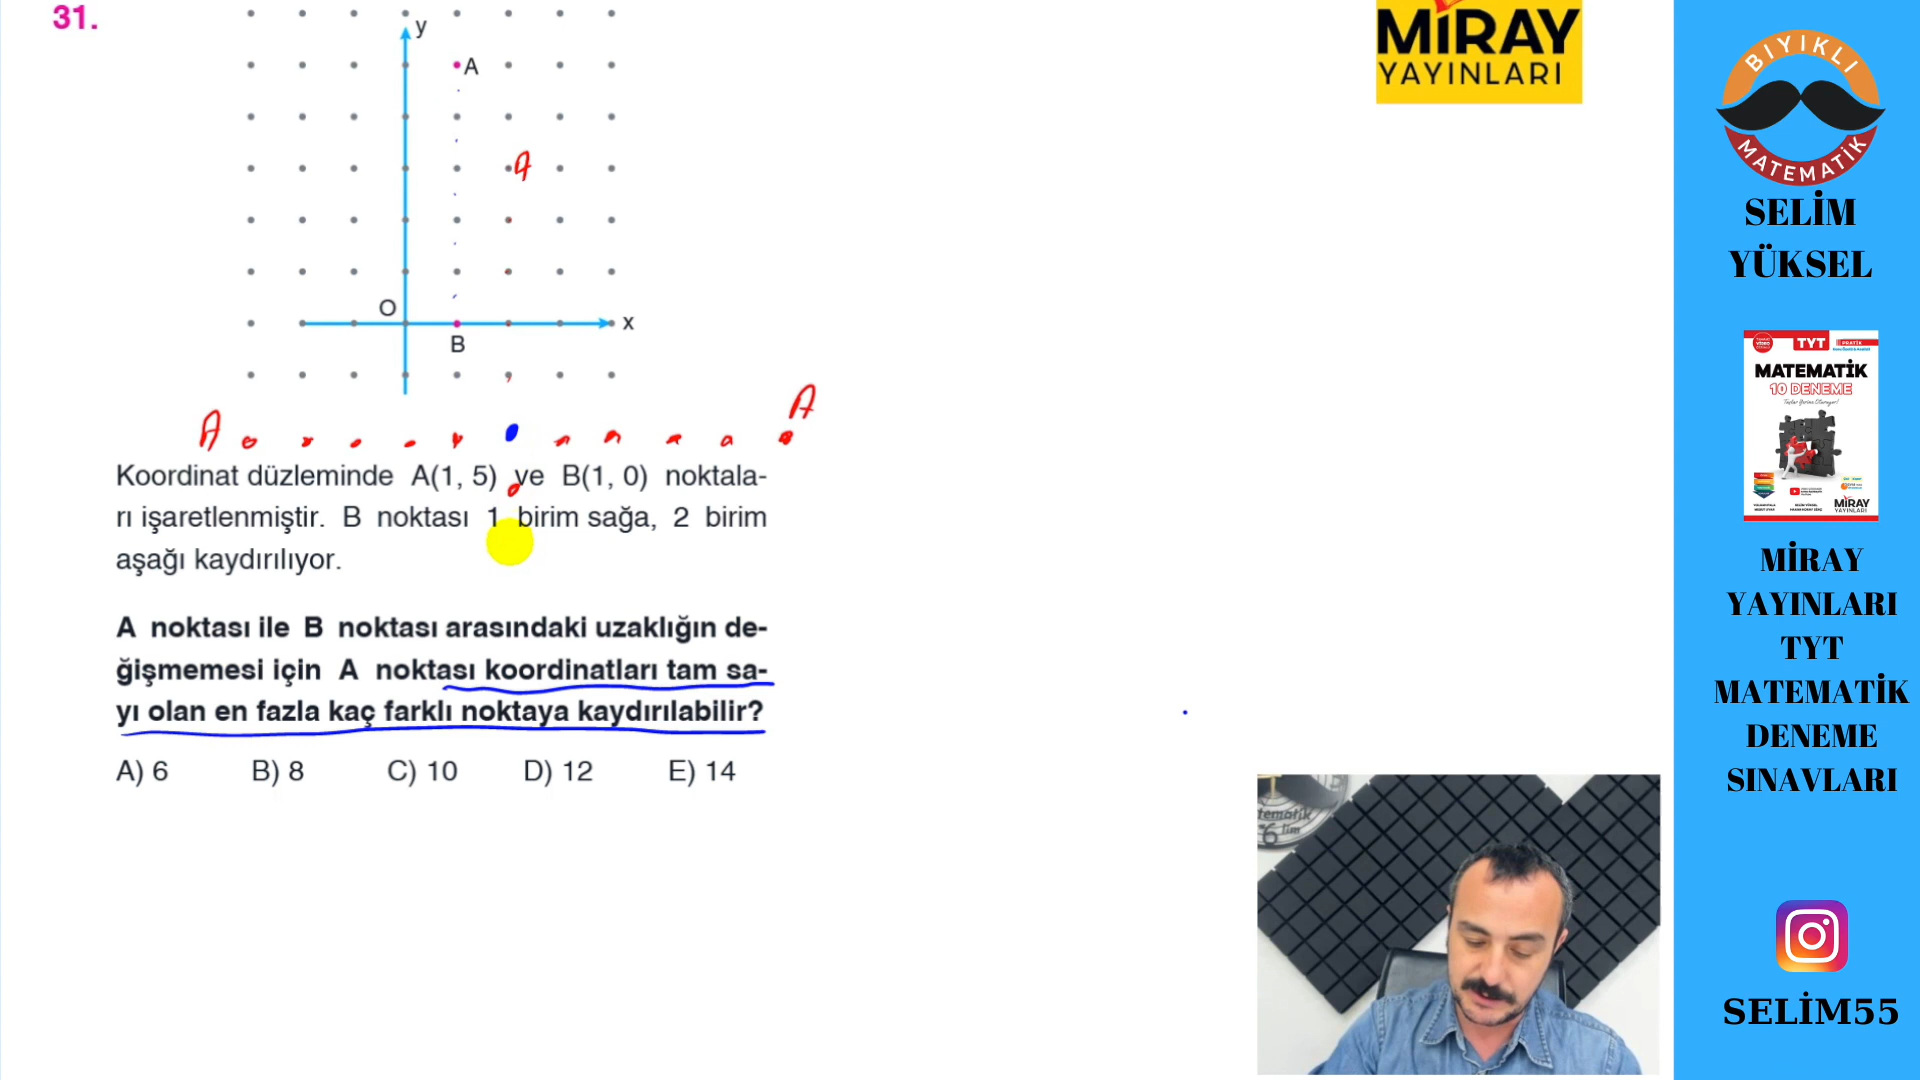 31.
y
A
A
O
x
B
A
A
Koordinat düzleminde A(1, 5) ve B(1, 0) noktala-
rı işaretlenmiştir. B noktası 1 birim sağa, 2 birim
aşağı kaydırılıyor.
A noktası ile B noktası arasındaki uzaklığın de-
ğişmemesi için A noktası koordinatları tam sa-
yı olan en fazla kaç farklı noktaya kaydırılabilir?
A) 6 B) 8 C) 10 D) 12 E) 14
MİRAY
YAYINLARI
BIYIKLI
MATEMATİK
SELİM
YÜKSEL
TYT
PRATİK
MATEMATİK
10 DENEME
MİRAY
MİRAY
YAYINLARI
TYT
MATEMATİK
DENEME
SINAVLARI
SELİM55